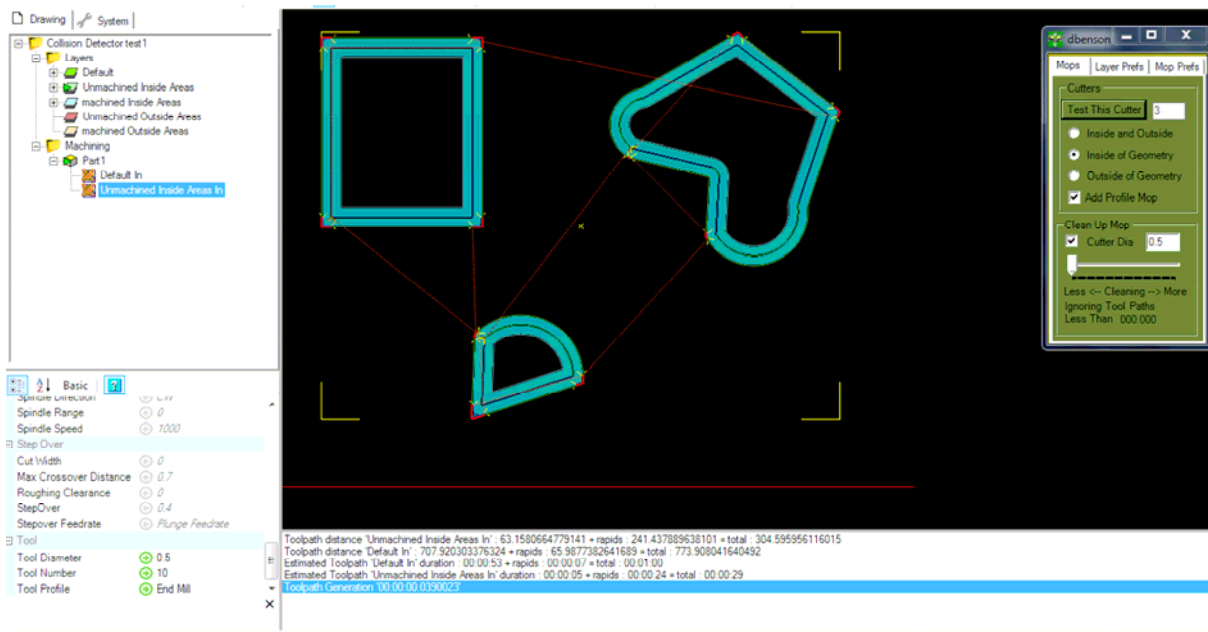 Drawing
System
Collision Detector test1
Layers
Default
Unmachined Inside Areas
machined Inside Areas
Unmachined Outside Areas
machined Outside Areas
Machining
Part1
Default In
Unmachined Inside Areas In
Basic
Spindle Direction CW
Spindle Range 0
Spindle Speed 1000
Step Over
Cut Width 0
Max Crossover Distance 0.7
Roughing Clearance 0
StepOver 0.4
Stepover Feedrate Plunge Feedrate
Tool
Tool Diameter 0.5
Tool Number 10
Tool Profile End Mill
Toolpath distance 'Unmachined Inside Areas In' : 63.1580664779141 + rapids : 241.437889638101 = total : 304.595956116015
Toolpath distance 'Default In' : 707.920303376324 + rapids : 65.9877382641689 = total : 773.908041640492
Estimated Toolpath 'Default In' duration : 00:00:53 + rapids : 00:00:07 = total : 00:01:00
Estimated Toolpath 'Unmachined Inside Areas In' duration : 00:00:05 + rapids : 00:00:24 = total : 00:00:29
Toolpath Generation '00:00:00.0390023'
dbenson
Mops Layer Prefs Mop Prefs
Cutters
Test This Cutter 3
Inside and Outside
Inside of Geometry
Outside of Geometry
Add Profile Mop
Clean Up Mop
Cutter Dia 0.5
Less <-- Cleaning --> More
Ignoring Tool Paths
Less Than 000.000